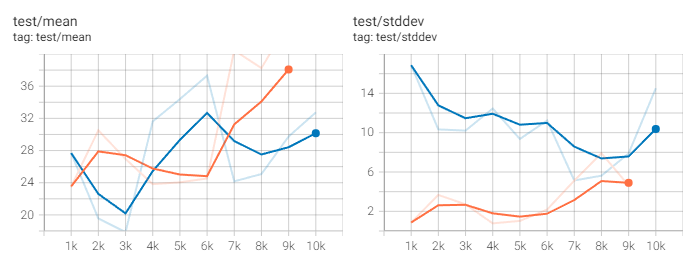 test/mean
tag: test/mean
36
32
28
24
20
1k 2k 3k 4k 5k 6k 7k 8k 9k 10k
test/stddev
tag: test/stddev
14
10
6
2
1k 2k 3k 4k 5k 6k 7k 8k 9k 10k